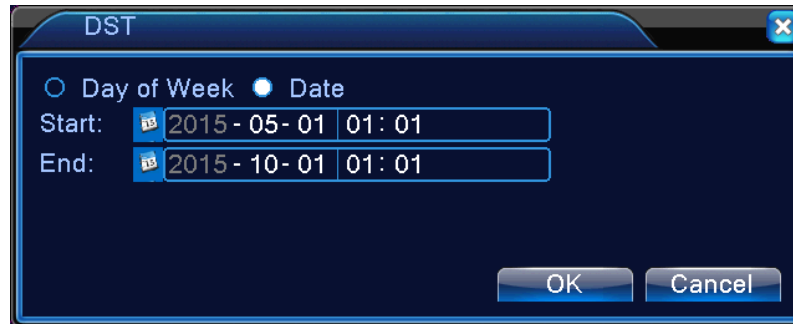 DST
Day of Week Date
Start: 2015-05-01 01:01
End: 2015-10-01 01:01
OK Cancel